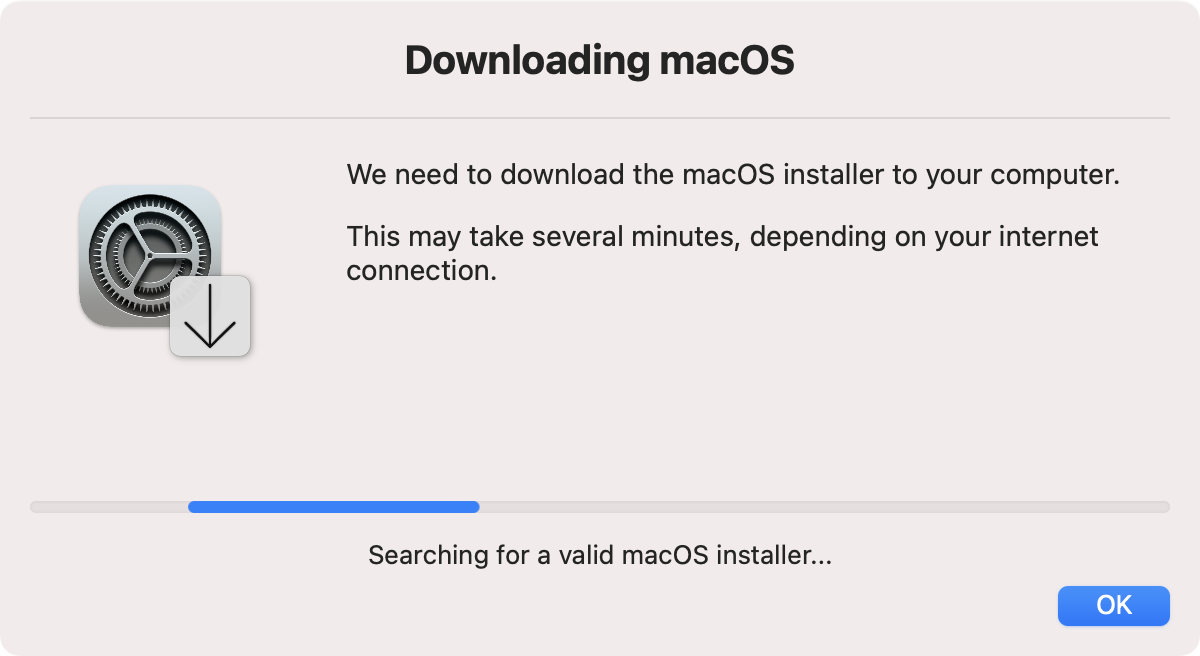 Downloading macOS
We need to download the macOS installer to your computer.
This may take several minutes, depending on your internet
connection.
Searching for a valid macOS installer...
OK